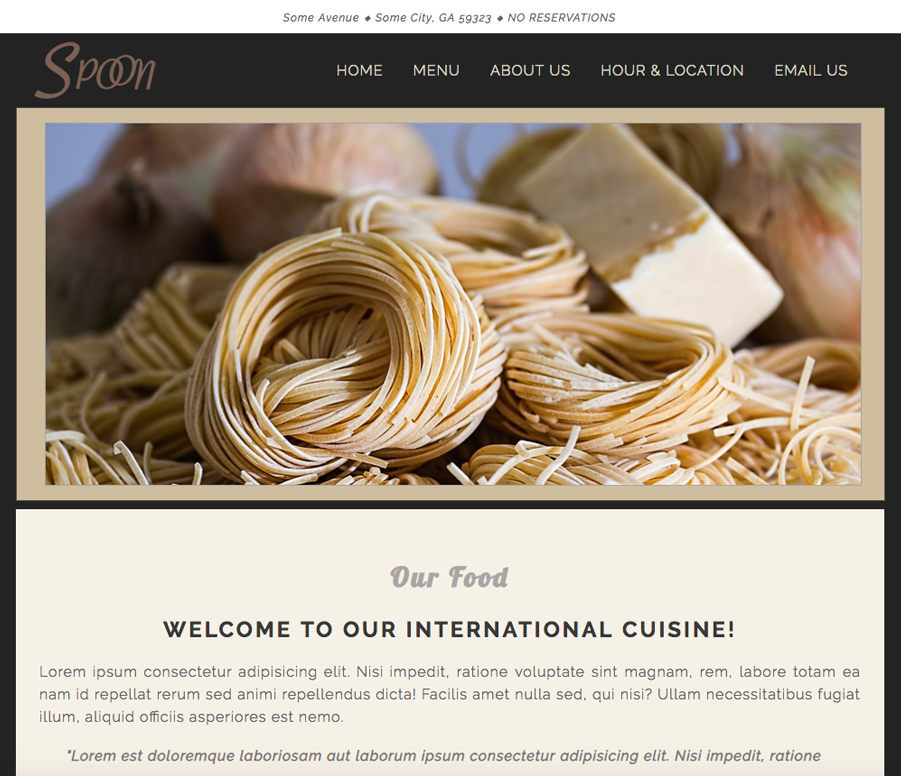 Some Avenue ◆ Some City, GA 59323 ◆ NO RESERVATIONS
Spoon
HOME MENU ABOUT US HOUR & LOCATION EMAIL US
Our Food
WELCOME TO OUR INTERNATIONAL CUISINE!
Lorem ipsum consectetur adipisicing elit. Nisi impedit, ratione voluptate sint magnam, rem, labore totam ea
nam id repellat rerum sed animi repellendus dicta! Facilis amet nulla sed, qui nisi? Ullam necessitatibus fugiat
illum, aliquid officiis asperiores est nemo.
"Lorem est doloremque laboriosam aut laborum ipsum consectetur adipisicing elit. Nisi impedit, ratione